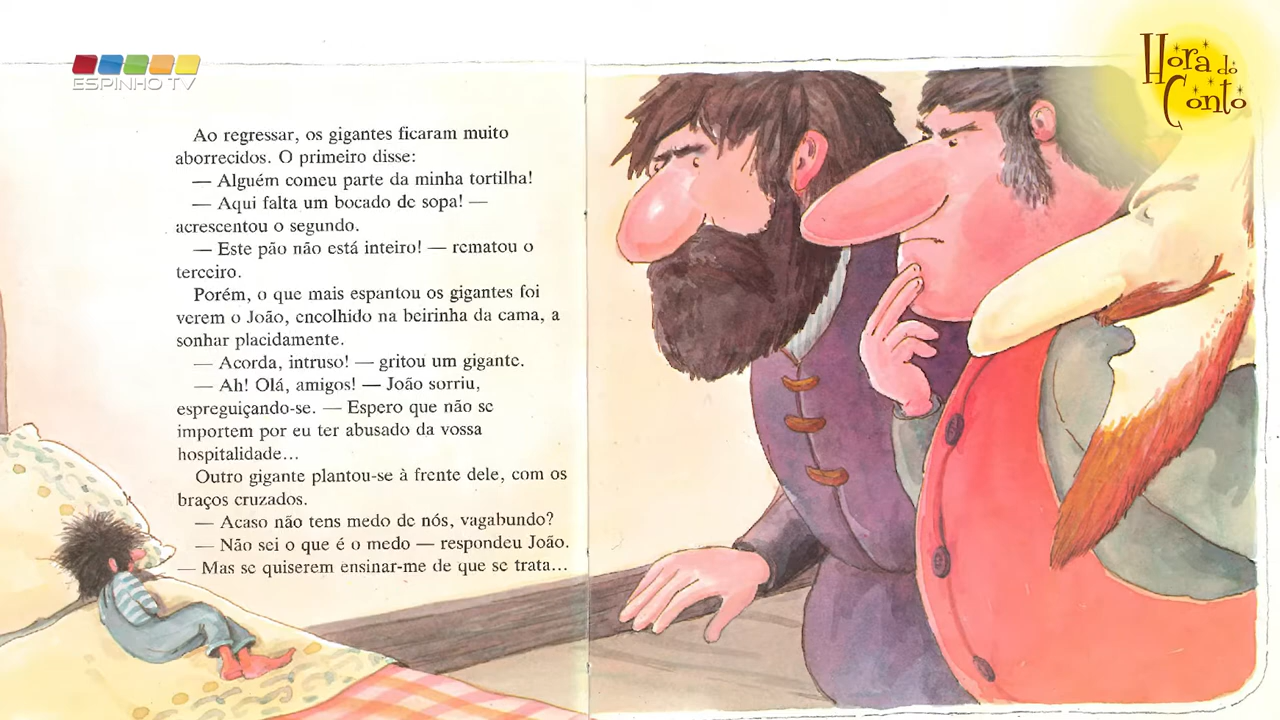 ESPINHO TV
Hora do
Conto
Ao regressar, os gigantes ficaram muito
aborrecidos. O primeiro disse:
— Alguém comeu parte da minha tortilha!
— Aqui falta um bocado de sopa! —
acrescentou o segundo.
— Este pão não está inteiro! — rematou o
terceiro.
Porém, o que mais espantou os gigantes foi
verem o João, encolhido na beirinha da cama, a
sonhar placidamente.
— Acorda, intruso! — gritou um gigante.
— Ah! Olá, amigos! — João sorriu,
espreguiçando-se. — Espero que não se
importem por eu ter abusado da vossa
hospitalidade...
Outro gigante plantou-se à frente dele, com os
braços cruzados.
— Acaso não tens medo de nós, vagabundo?
— Não sei o que é o medo — respondeu João.
— Mas se quiserem ensinar-me de que se trata...